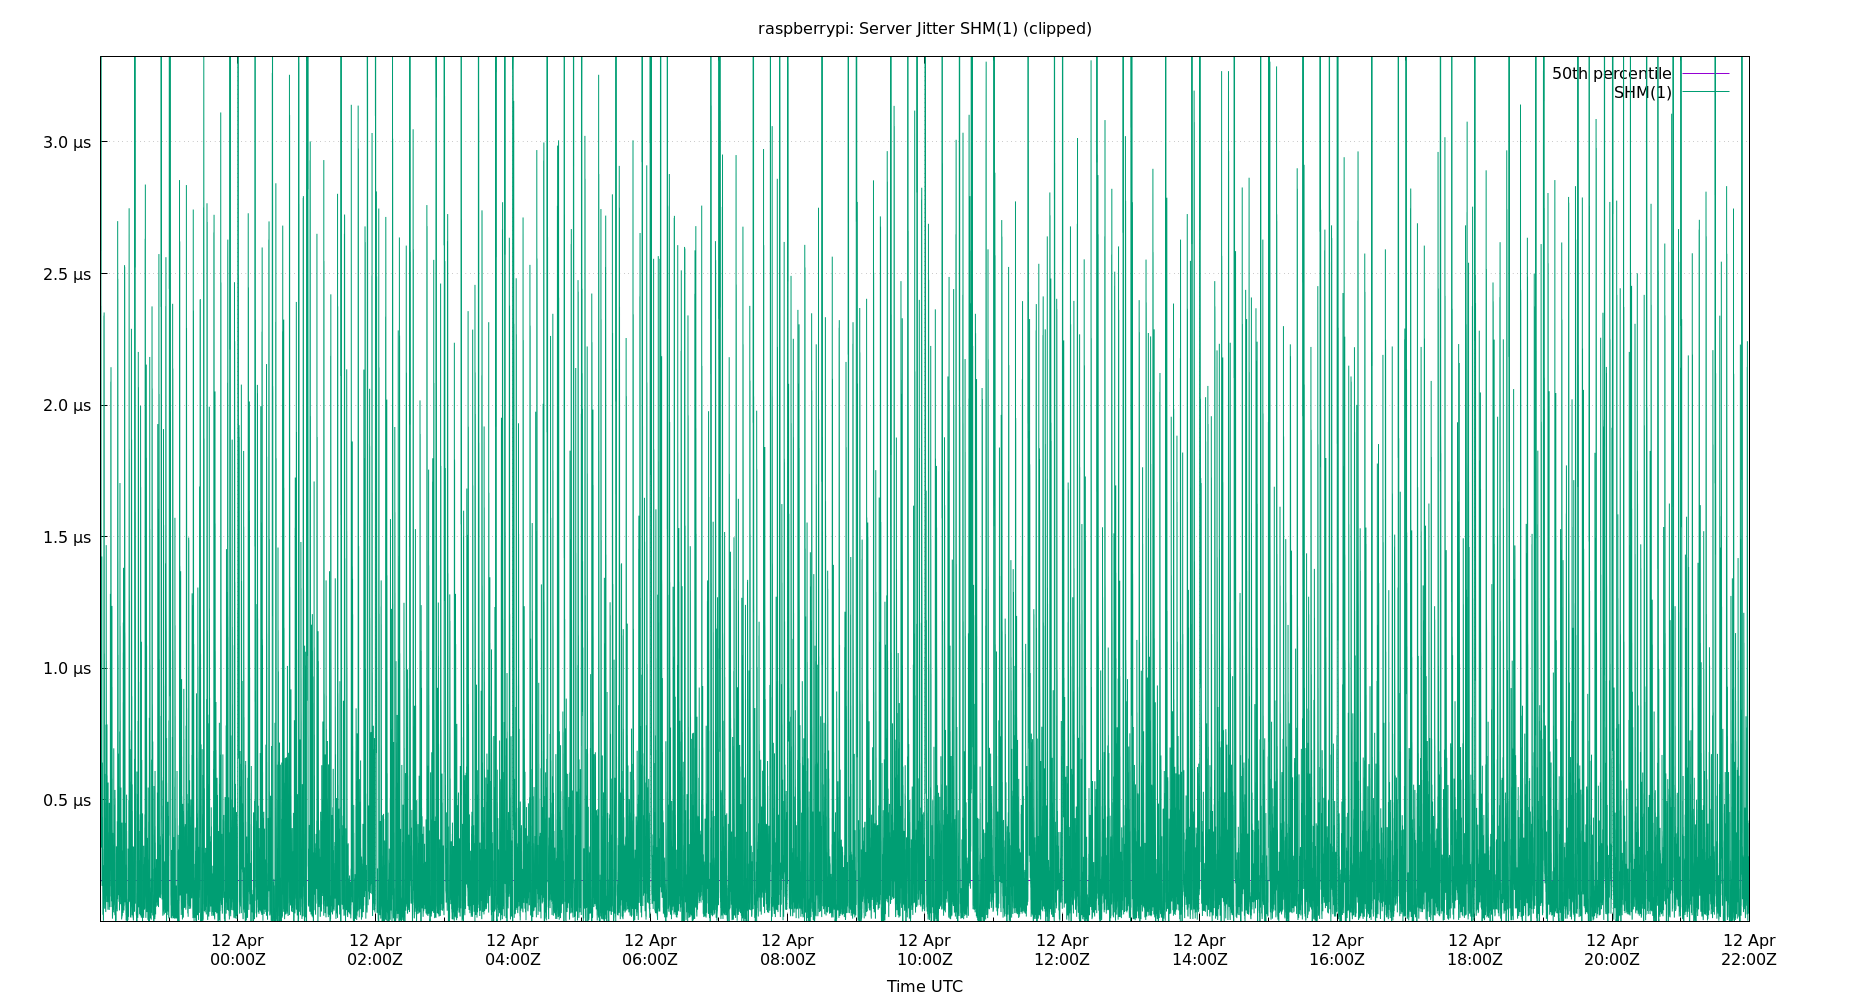 raspberrypi: Server Jitter SHM(1) (clipped)
50th percentile
SHM(1)
3.0 µs
2.5 µs
2.0 µs
1.5 µs
1.0 µs
0.5 µs
12 Apr 12 Apr 12 Apr 12 Apr 12 Apr 12 Apr 12 Apr 12 Apr 12 Apr 12 Apr 12 Apr 12 Apr
00:00Z 02:00Z 04:00Z 06:00Z 08:00Z 10:00Z 12:00Z 14:00Z 16:00Z 18:00Z 20:00Z 22:00Z
Time UTC